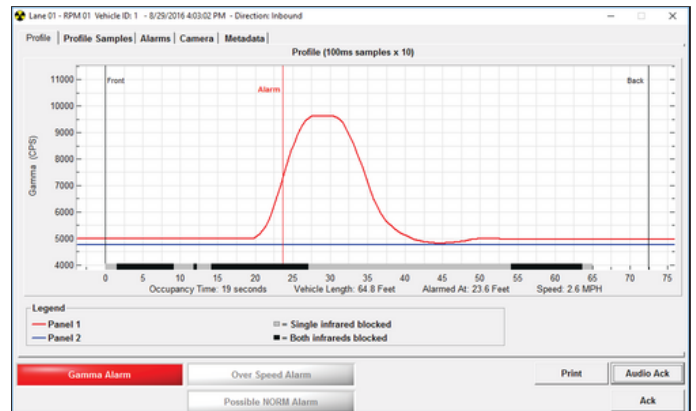 Lane 01 - RPM 01 Vehicle ID: 1 - 8/29/2016 4:03:02 PM - Direction: Inbound
Profile Profile Samples Alarms Camera Metadata
Profile (100ms samples x 10)
Gamma (CPS)
11000
10000
9000
8000
7000
6000
5000
4000
Front
Alarm
Back
0 5 10 15 20 25 30 35 40 45 50 55 60 65 70 75
Occupancy Time: 19 seconds Vehicle Length: 64.8 Feet Alarmed At: 23.6 Feet Speed: 2.6 MPH
Legend
Panel 1 = Single infrared blocked
Panel 2 = Both infrareds blocked
Gamma Alarm Over Speed Alarm Print Audio Ack
Possible NORM Alarm Ack